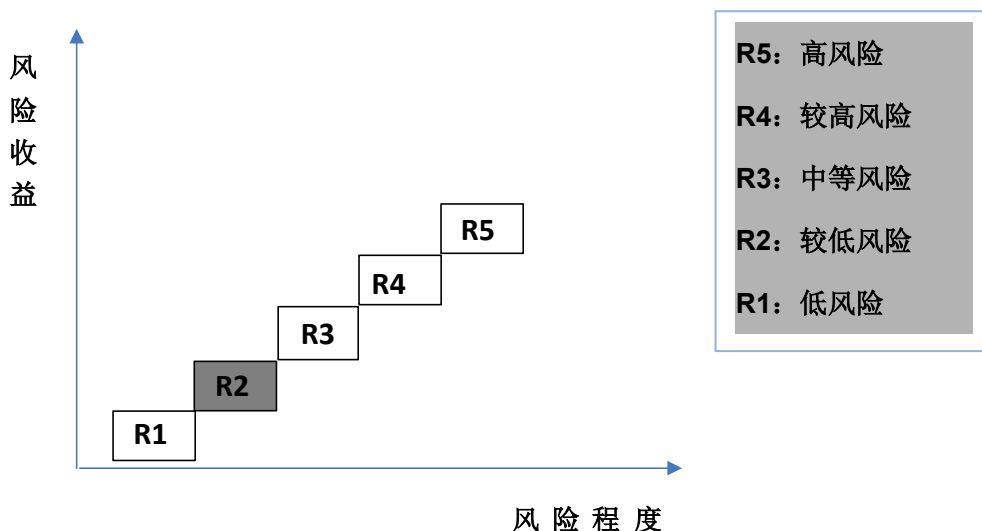 风
险
收
益
R5
R4
R3
R2
R1
风 险 程 度
R5：高风险
R4：较高风险
R3：中等风险
R2：较低风险
R1：低风险